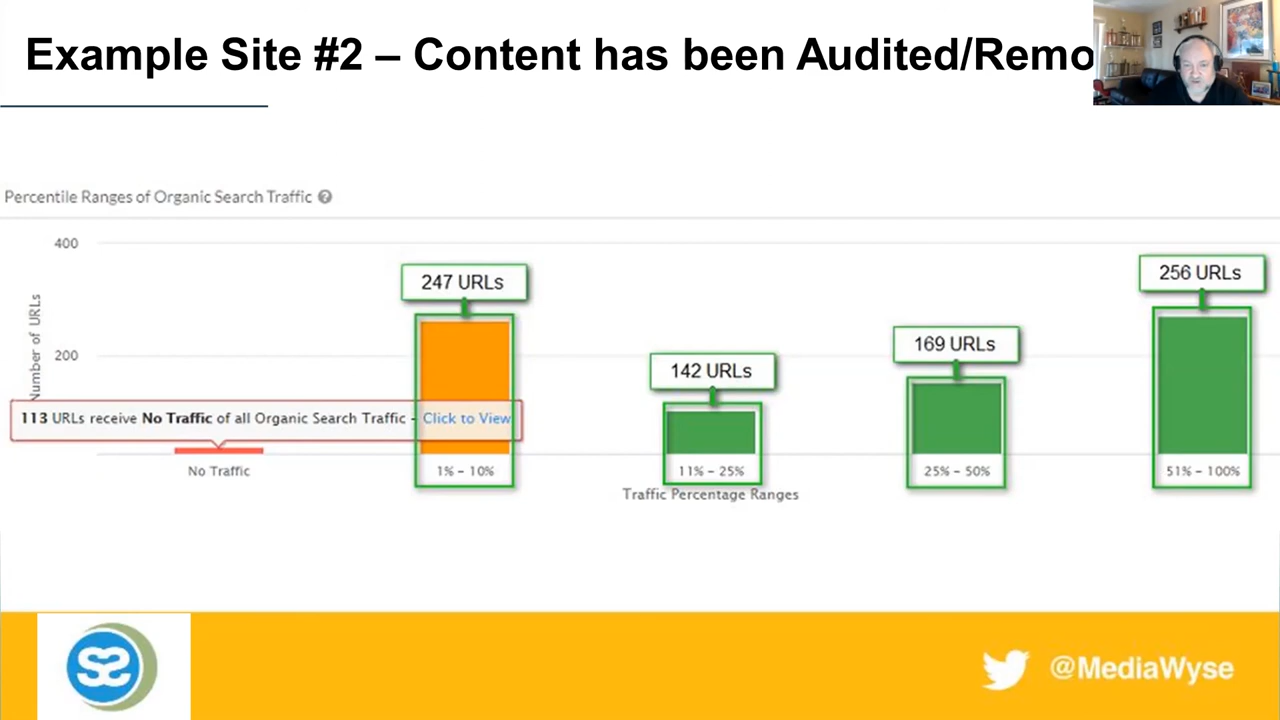 Example Site #2 – Content has been Audited/Remo
Percentile Ranges of Organic Search Traffic ?
400
200
Number of URLs
247 URLs
142 URLs
169 URLs
256 URLs
113 URLs receive No Traffic of all Organic Search Traffic - Click to View
No Traffic
1% - 10%
11% - 25%
25% - 50%
51% - 100%
Traffic Percentage Ranges
@MediaWyse